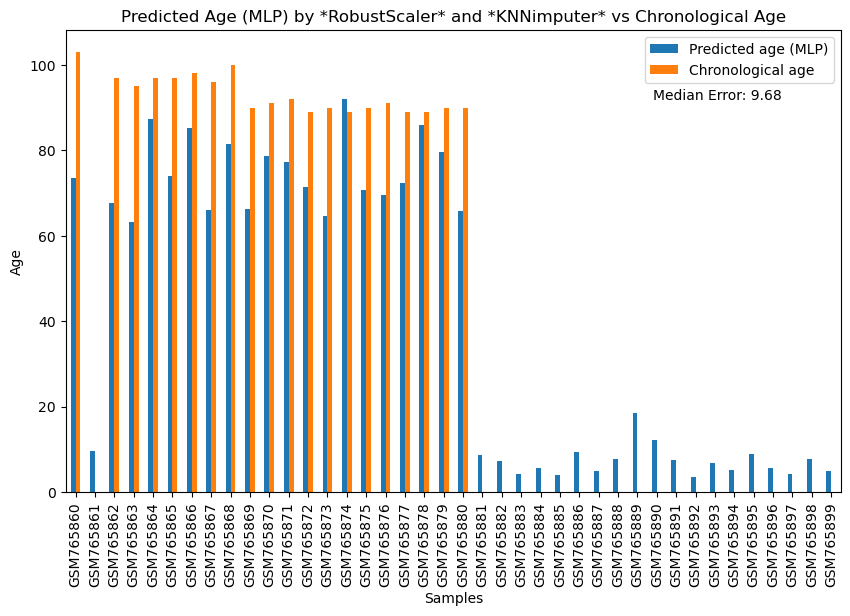 Predicted Age (MLP) by *RobustScaler* and *KNNimputer* vs Chronological Age
Predicted age (MLP)
Chronological age
Median Error: 9.68
Age
100
80
60
40
20
0
GSM765860
GSM765861
GSM765862
GSM765863
GSM765864
GSM765865
GSM765866
GSM765867
GSM765868
GSM765869
GSM765870
GSM765871
GSM765872
GSM765873
GSM765874
GSM765875
GSM765876
GSM765877
GSM765878
GSM765879
GSM765880
GSM765881
GSM765882
GSM765883
GSM765884
GSM765885
GSM765886
GSM765887
GSM765888
GSM765889
GSM765890
GSM765891
GSM765892
GSM765893
GSM765894
GSM765895
GSM765896
GSM765897
GSM765898
GSM765899
Samples